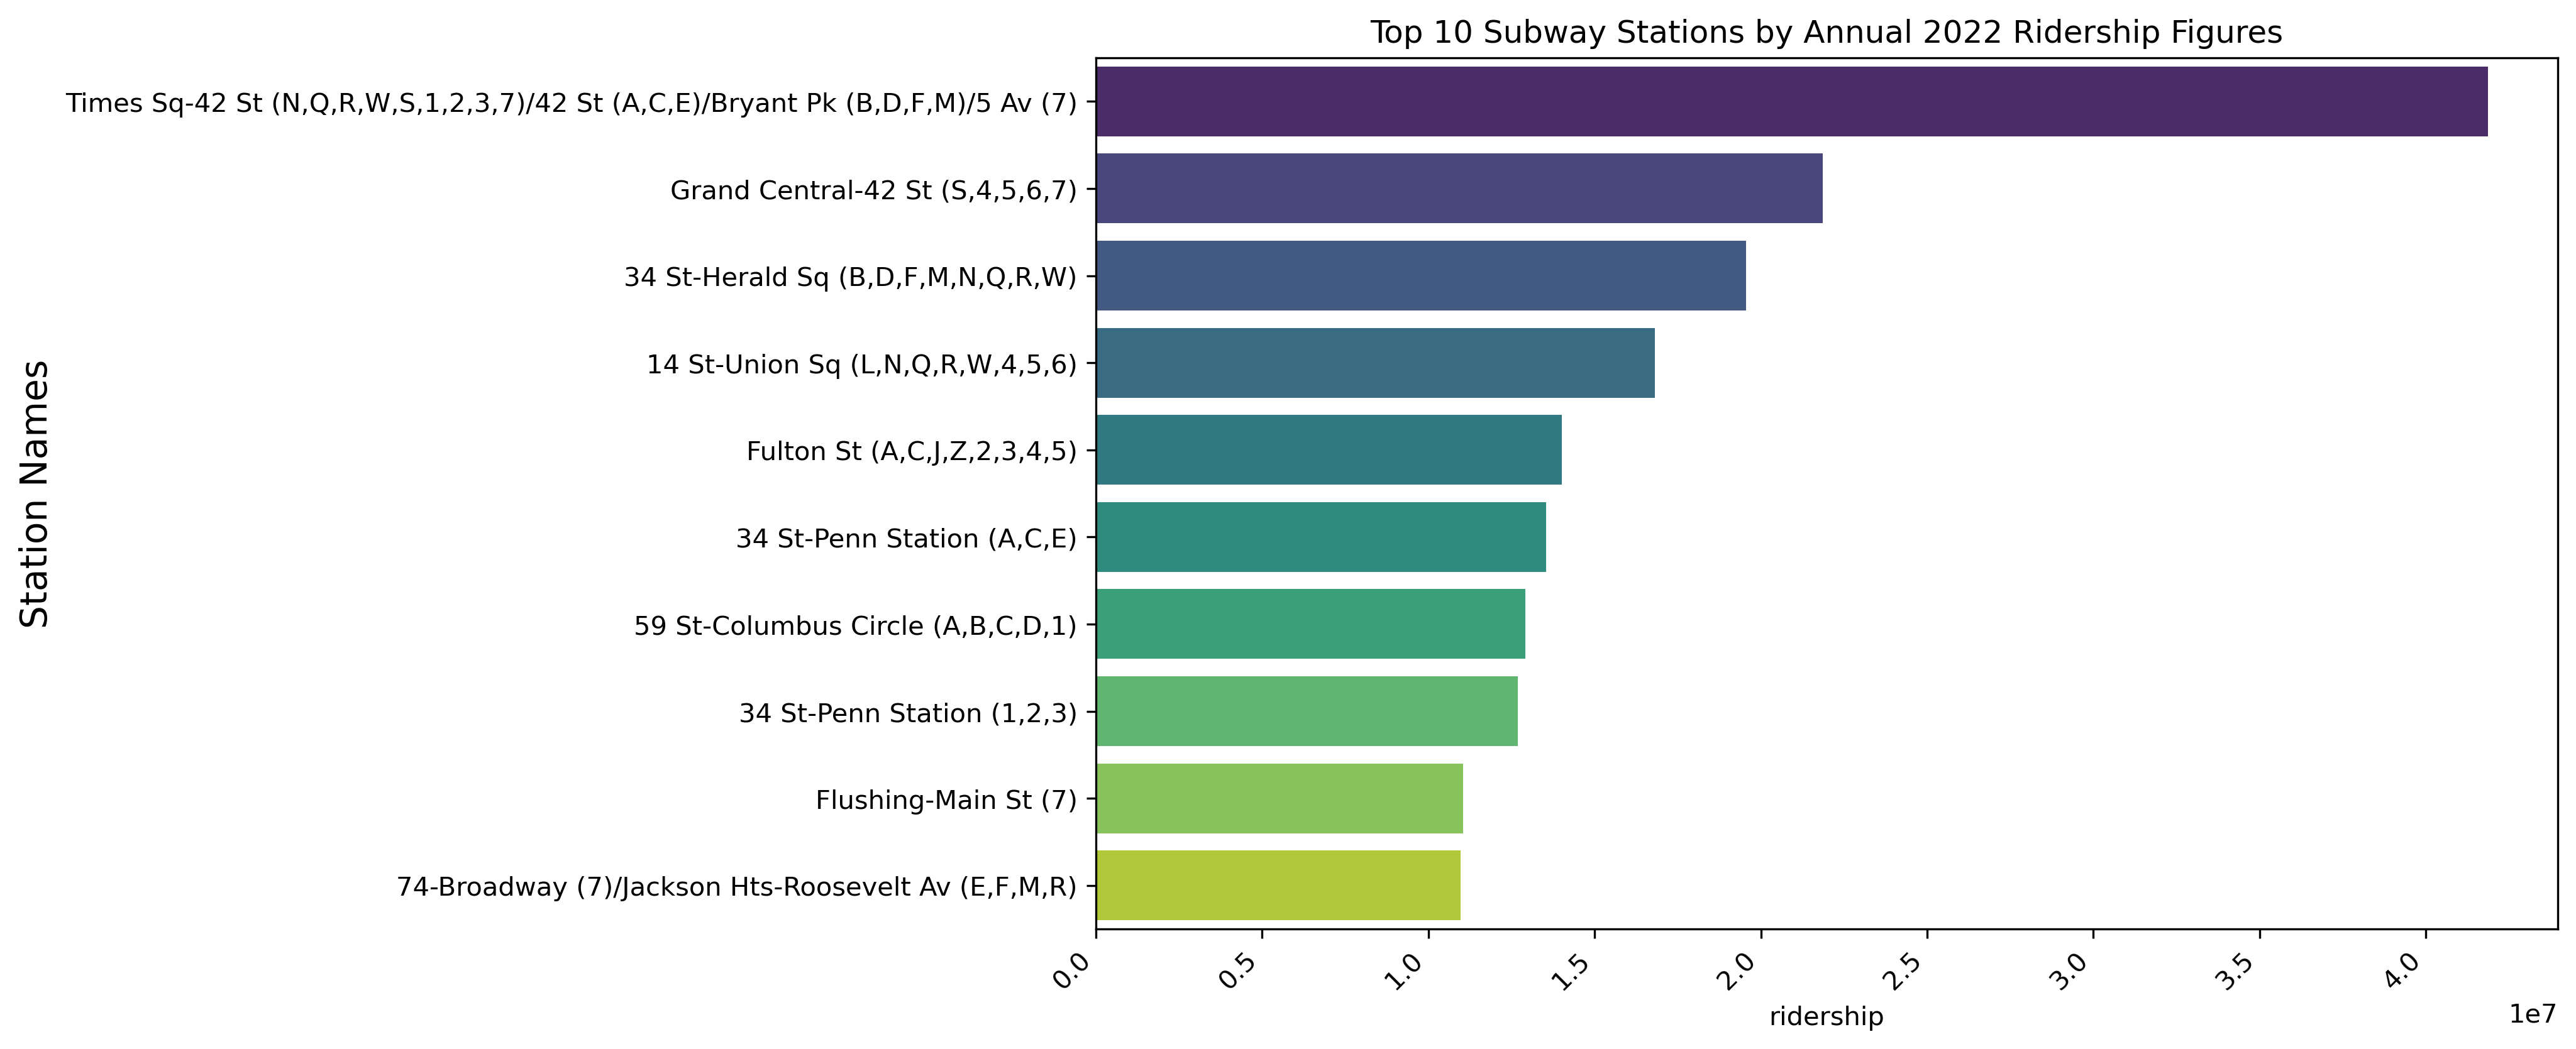 Top 10 Subway Stations by Annual 2022 Ridership Figures
Station Names
Times Sq-42 St (N,Q,R,W,S,1,2,3,7)/42 St (A,C,E)/Bryant Pk (B,D,F,M)/5 Av (7)
Grand Central-42 St (S,4,5,6,7)
34 St-Herald Sq (B,D,F,M,N,Q,R,W)
14 St-Union Sq (L,N,Q,R,W,4,5,6)
Fulton St (A,C,J,Z,2,3,4,5)
34 St-Penn Station (A,C,E)
59 St-Columbus Circle (A,B,C,D,1)
34 St-Penn Station (1,2,3)
Flushing-Main St (7)
74-Broadway (7)/Jackson Hts-Roosevelt Av (E,F,M,R)
0.0 0.5 1.0 1.5 2.0 2.5 3.0 3.5 4.0
1e7
ridership